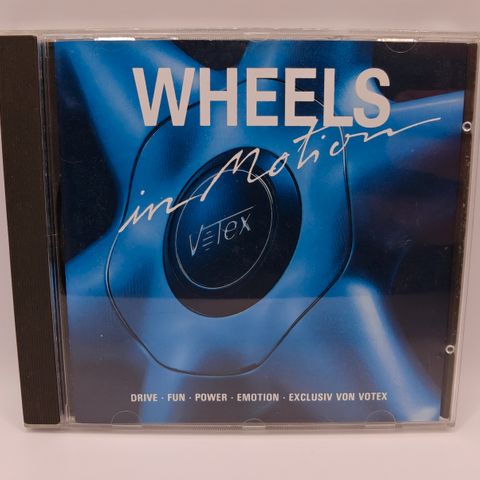 WHEELS
in Motion
VOTEX
DRIVE · FUN · POWER · EMOTION · EXCLUSIV VON VOTEX